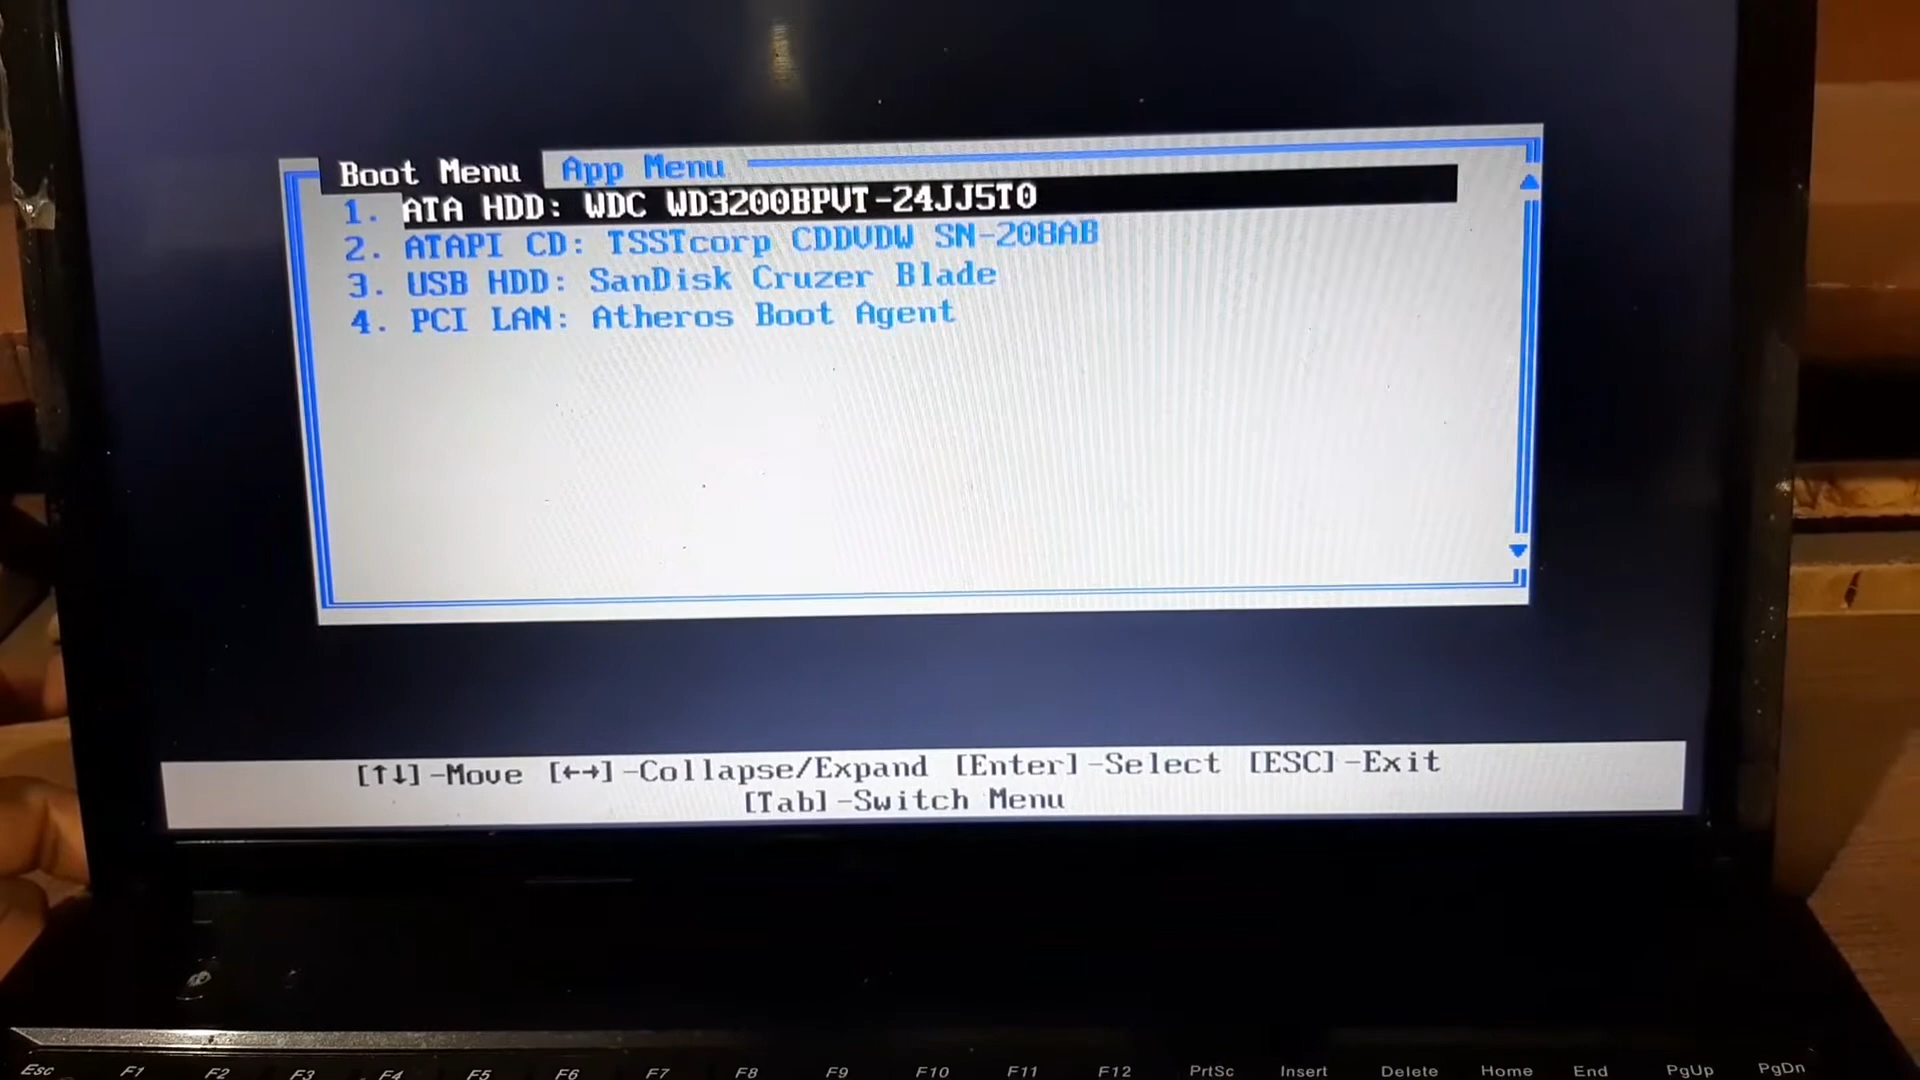 Boot Menu App Menu
1. ATA HDD: WDC WD3200BPVT-24JJ5T0
2. ATAPI CD: TSSTcorp CDDVDW SN-208AB
3. USB HDD: SanDisk Cruzer Blade
4. PCI LAN: Atheros Boot Agent
[↑↓]-Move [←→]-Collapse/Expand [Enter]-Select [ESC]-Exit
[Tab]-Switch Menu
Esc F1 F2 F3 F4 F5 F6 F7 F8 F9 F10 F11 F12 PrtSc Insert Delete Home End PgUp PgDn